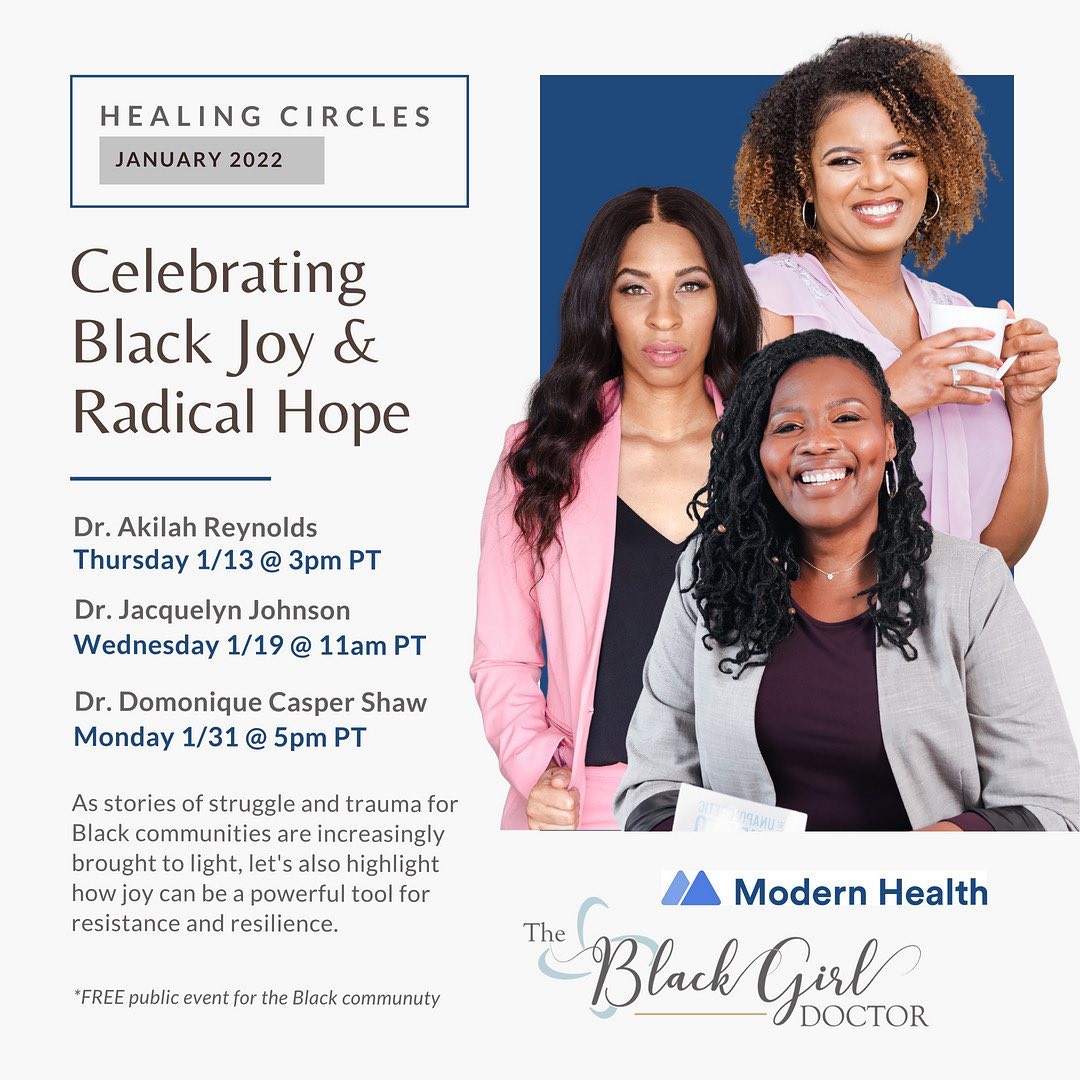 HEALING CIRCLES
JANUARY 2022
Celebrating
Black Joy &
Radical Hope
Dr. Akilah Reynolds
Thursday 1/13 @ 3pm PT
Dr. Jacquelyn Johnson
Wednesday 1/19 @ 11am PT
Dr. Domonique Casper Shaw
Monday 1/31 @ 5pm PT
As stories of struggle and trauma for
Black communities are increasingly
brought to light, let's also highlight
how joy can be a powerful tool for
resistance and resilience.
*FREE public event for the Black communuty
Modern Health
The
Black Girl
DOCTOR